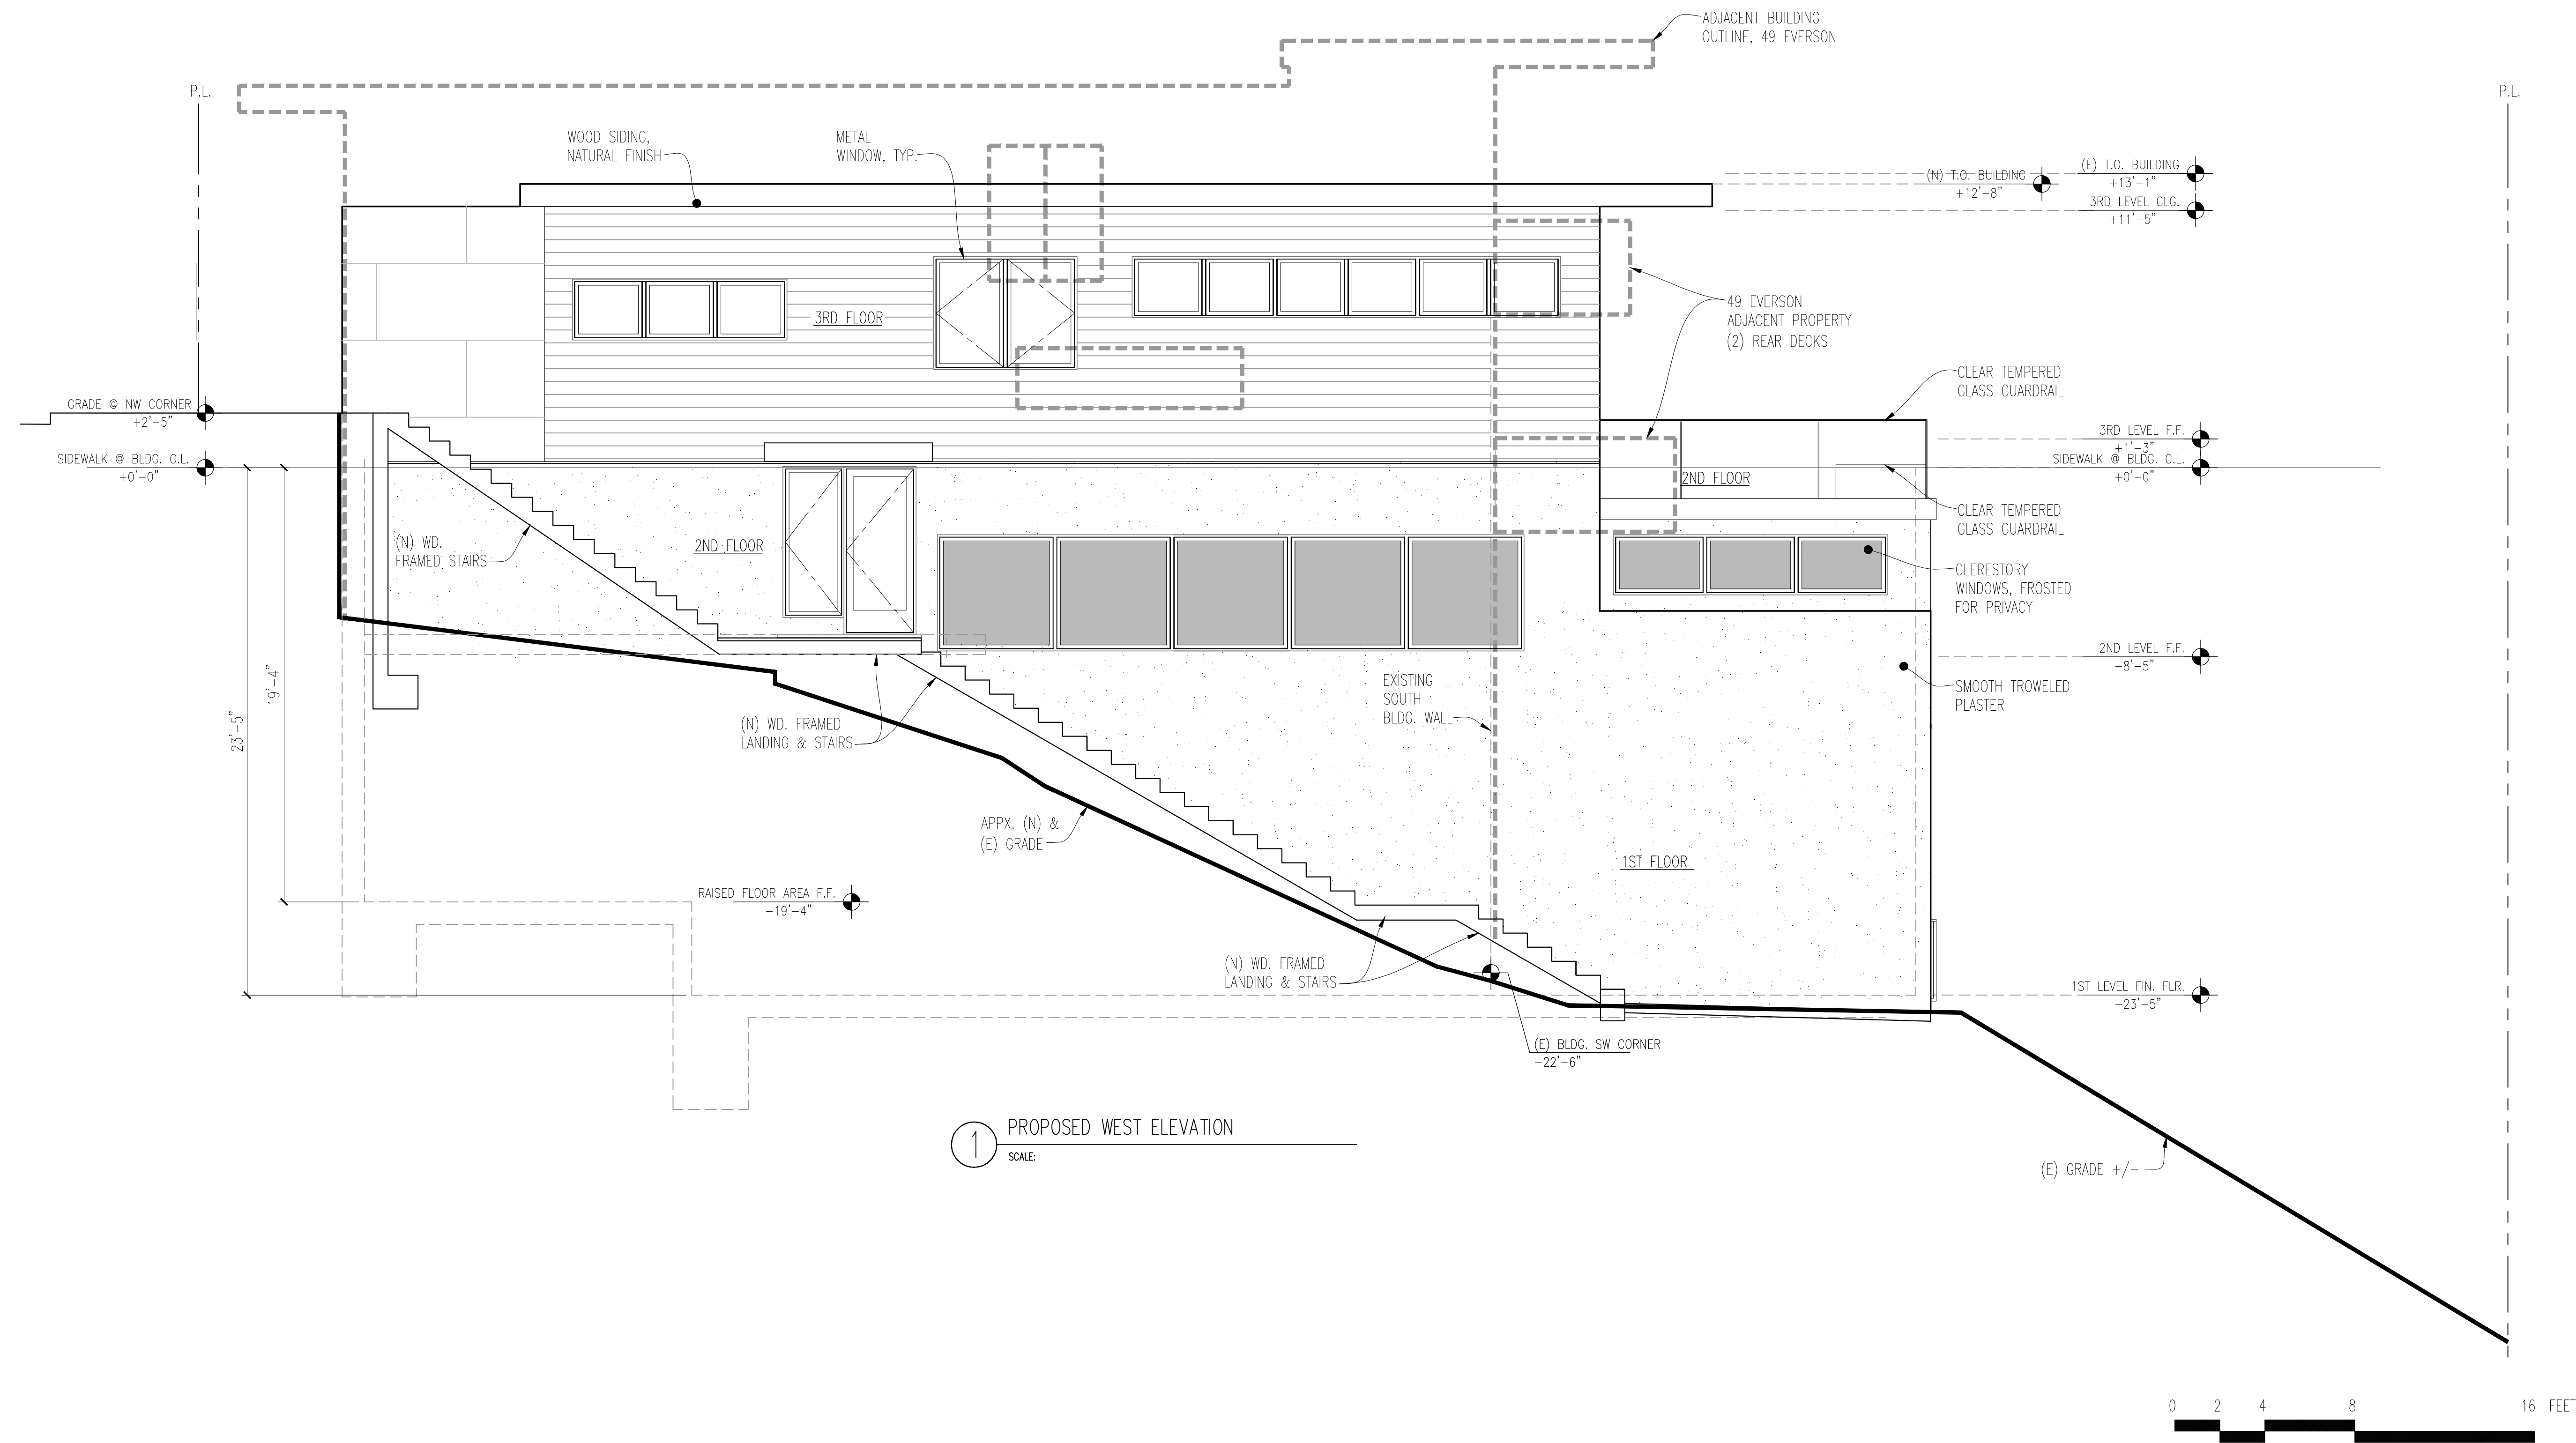 ADJACENT BUILDING
OUTLINE, 49 EVERSON
P.L.
P.L.
WOOD SIDING,
NATURAL FINISH
METAL
WINDOW, TYP.
(E) T.O. BUILDING
+13'-1"
(N) T.O. BUILDING
+12'-8"
3RD LEVEL CLG.
+11'-5"
3RD FLOOR
49 EVERSON
ADJACENT PROPERTY
(2) REAR DECKS
CLEAR TEMPERED
GLASS GUARDRAIL
GRADE @ NW CORNER
+2'-5"
3RD LEVEL F.F.
+1'-3"
SIDEWALK @ BLDG. C.L.
+0'-0"
SIDEWALK @ BLDG. C.L.
+0'-0"
2ND FLOOR
CLEAR TEMPERED
GLASS GUARDRAIL
(N) WD.
FRAMED STAIRS
2ND FLOOR
CLERESTORY
WINDOWS, FROSTED
FOR PRIVACY
2ND LEVEL F.F.
-8'-5"
19'-4"
23'-5"
EXISTING
SOUTH
BLDG. WALL
SMOOTH TROWELED
PLASTER
(N) WD. FRAMED
LANDING & STAIRS
APPX. (N) &
(E) GRADE
1ST FLOOR
RAISED FLOOR AREA F.F.
-19'-4"
(N) WD. FRAMED
LANDING & STAIRS
1ST LEVEL FIN. FLR.
-23'-5"
(E) BLDG. SW CORNER
-22'-6"
1
PROPOSED WEST ELEVATION
SCALE:
(E) GRADE +/-
0 2 4 8 16 FEET